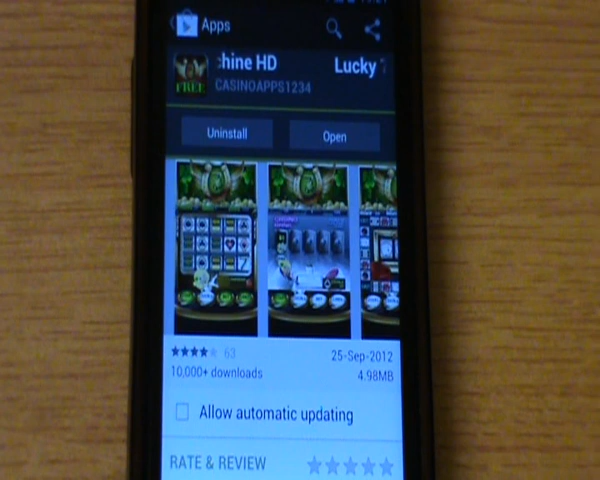 Apps
chine HD Lucky
FREE
CASINOAPPS1234
Uninstall Open
63 25-Sep-2012
10,000+ downloads 4.98MB
Allow automatic updating
RATE & REVIEW